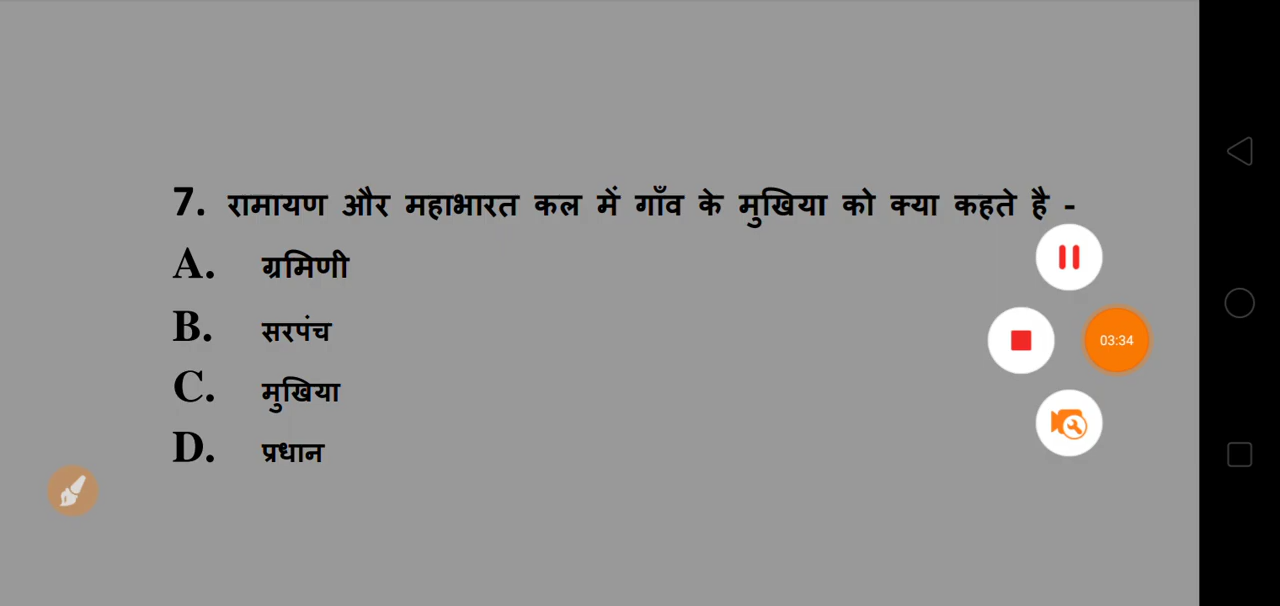 7. रामायण और महाभारत कल में गाँव के मुखिया को क्या कहते है -
A. ग्रमिणी
B. सरपंच
03:34
C. मुखिया
D. प्रधान